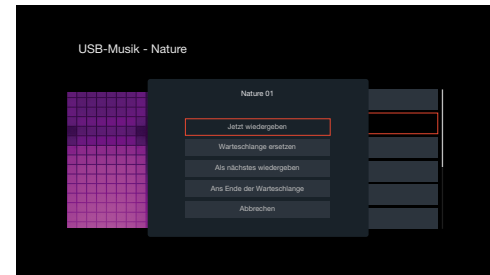 USB-Musik - Nature
Nature 01
Jetzt wiedergeben
Warteschlange ersetzen
Als nächstes wiedergeben
Ans Ende der Warteschlange
Abbrechen